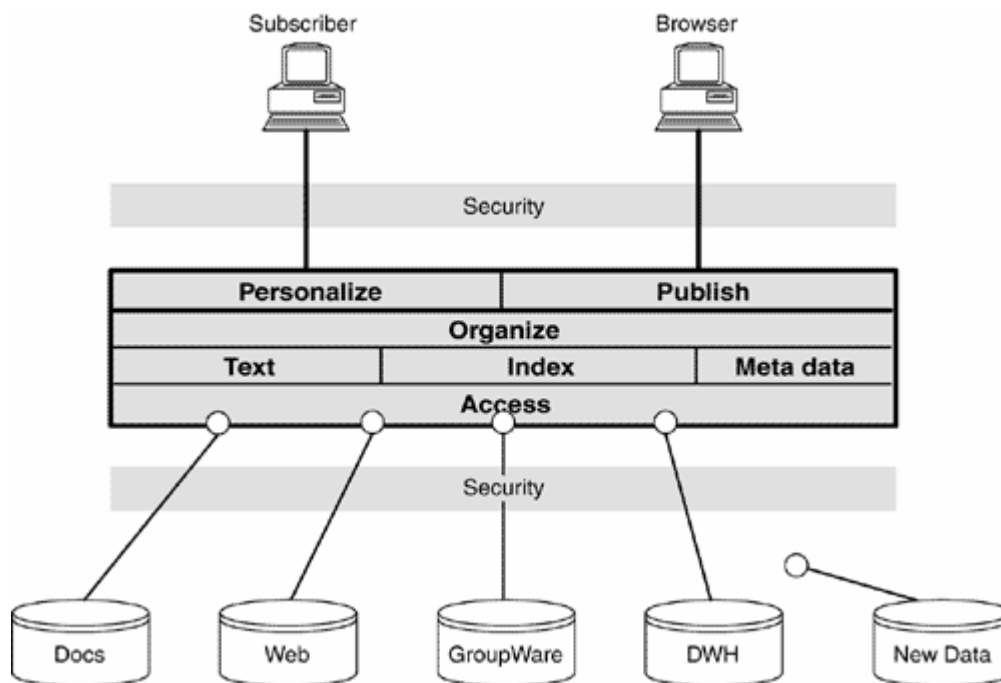 Subscriber
Browser
Security
Personalize
Publish
Organize
Text
Index
Meta data
Access
Security
Docs
Web
GroupWare
DWH
New Data